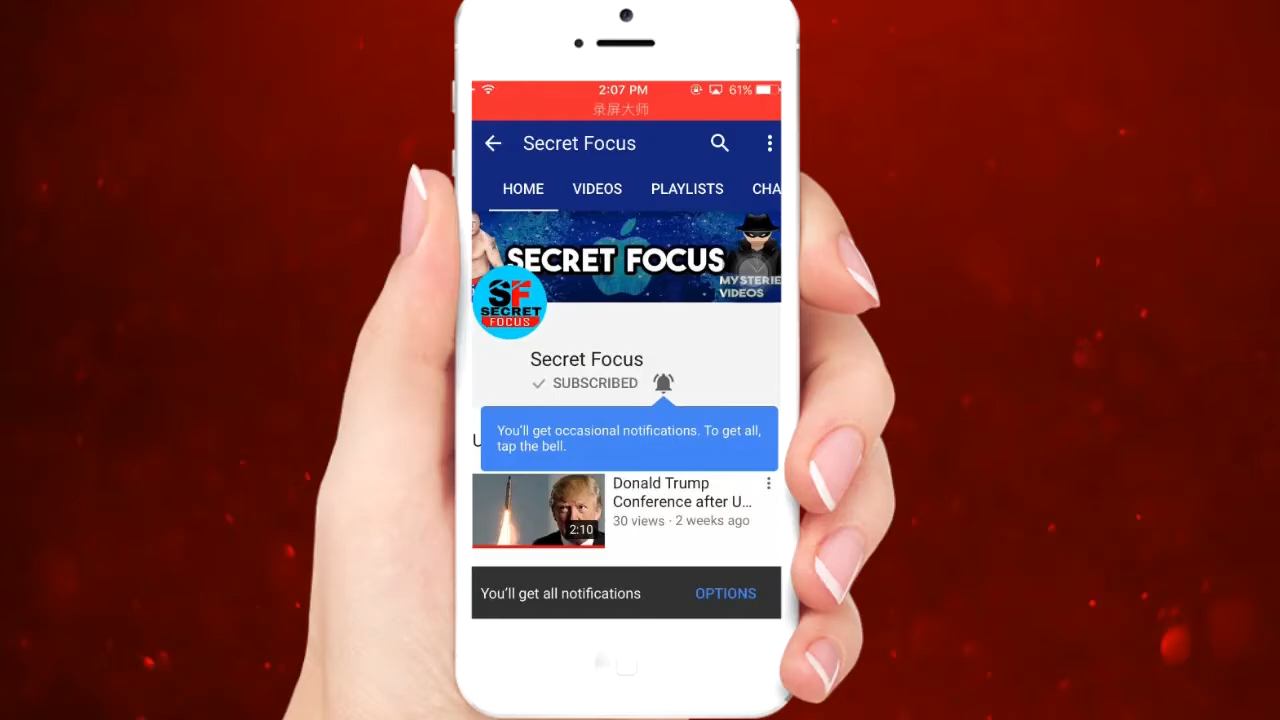 2:07 PM
61%
录屏大师
Secret Focus
HOME VIDEOS PLAYLISTS CHA
SECRET FOCUS
MYSTERIE
VIDEOS
SF
SECRET
FOCUS
Secret Focus
SUBSCRIBED
You'll get occasional notifications. To get all,
tap the bell.
U
Donald Trump
Conference after U...
30 views · 2 weeks ago
2:10
You'll get all notifications OPTIONS